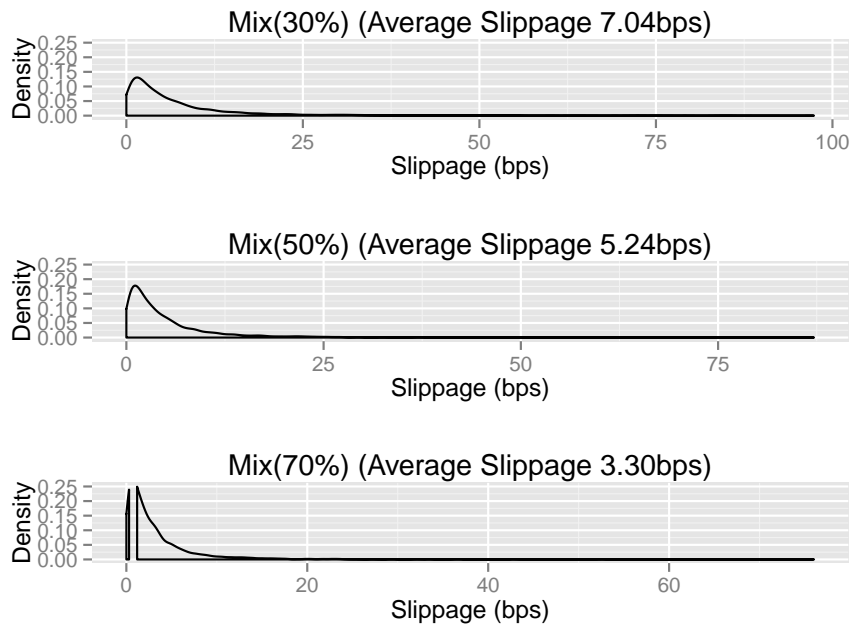 Mix(30%) (Average Slippage 7.04bps)
Density
0.25
0.20
0.15
0.10
0.05
0.00
0 25 50 75 100
Slippage (bps)
Mix(50%) (Average Slippage 5.24bps)
Density
0.25
0.20
0.15
0.10
0.05
0.00
0 25 50 75
Slippage (bps)
Mix(70%) (Average Slippage 3.30bps)
Density
0.25
0.20
0.15
0.10
0.05
0.00
0 20 40 60
Slippage (bps)